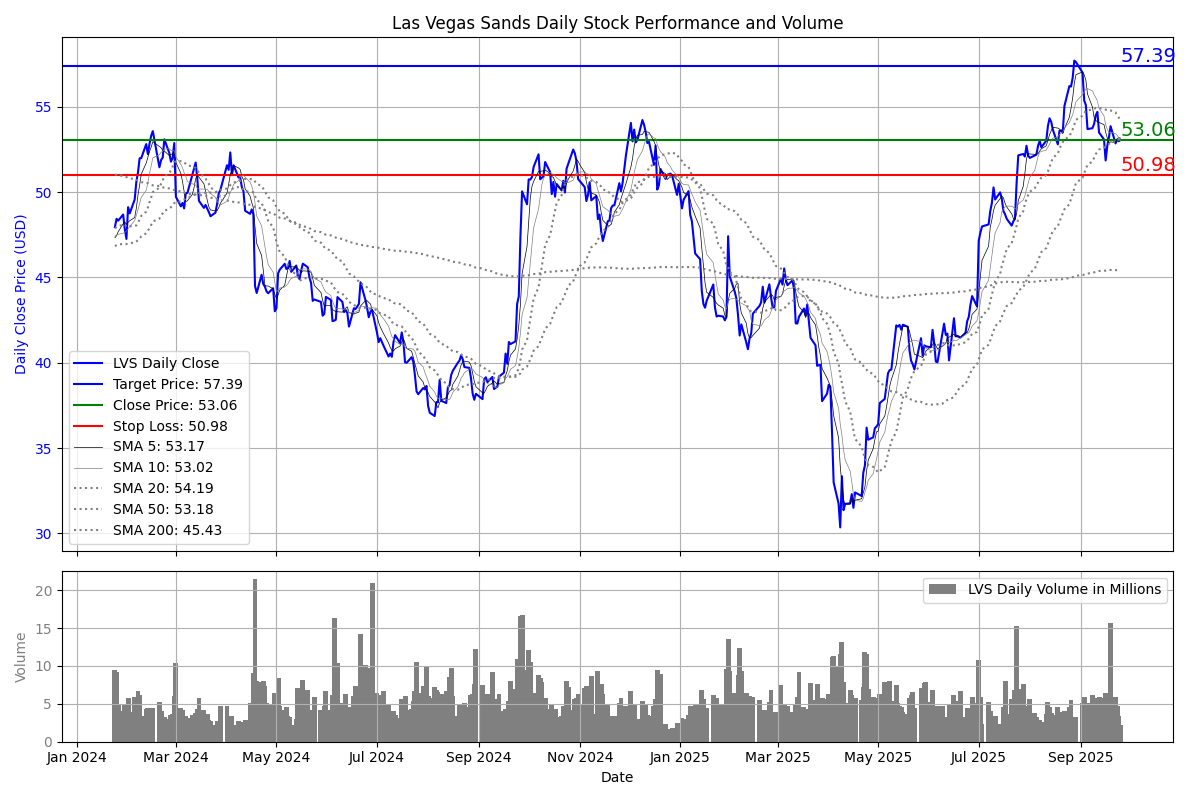 Las Vegas Sands Daily Stock Performance and Volume
57.39
55
53.06
50.98
50
45
40
35
30
Daily Close Price (USD)
LVS Daily Close
Target Price: 57.39
Close Price: 53.06
Stop Loss: 50.98
SMA 5: 53.17
SMA 10: 53.02
SMA 20: 54.19
SMA 50: 53.18
SMA 200: 45.43
20
15
10
5
0
Volume
LVS Daily Volume in Millions
Jan 2024 Mar 2024 May 2024 Jul 2024 Sep 2024 Nov 2024 Jan 2025 Mar 2025 May 2025 Jul 2025 Sep 2025
Date